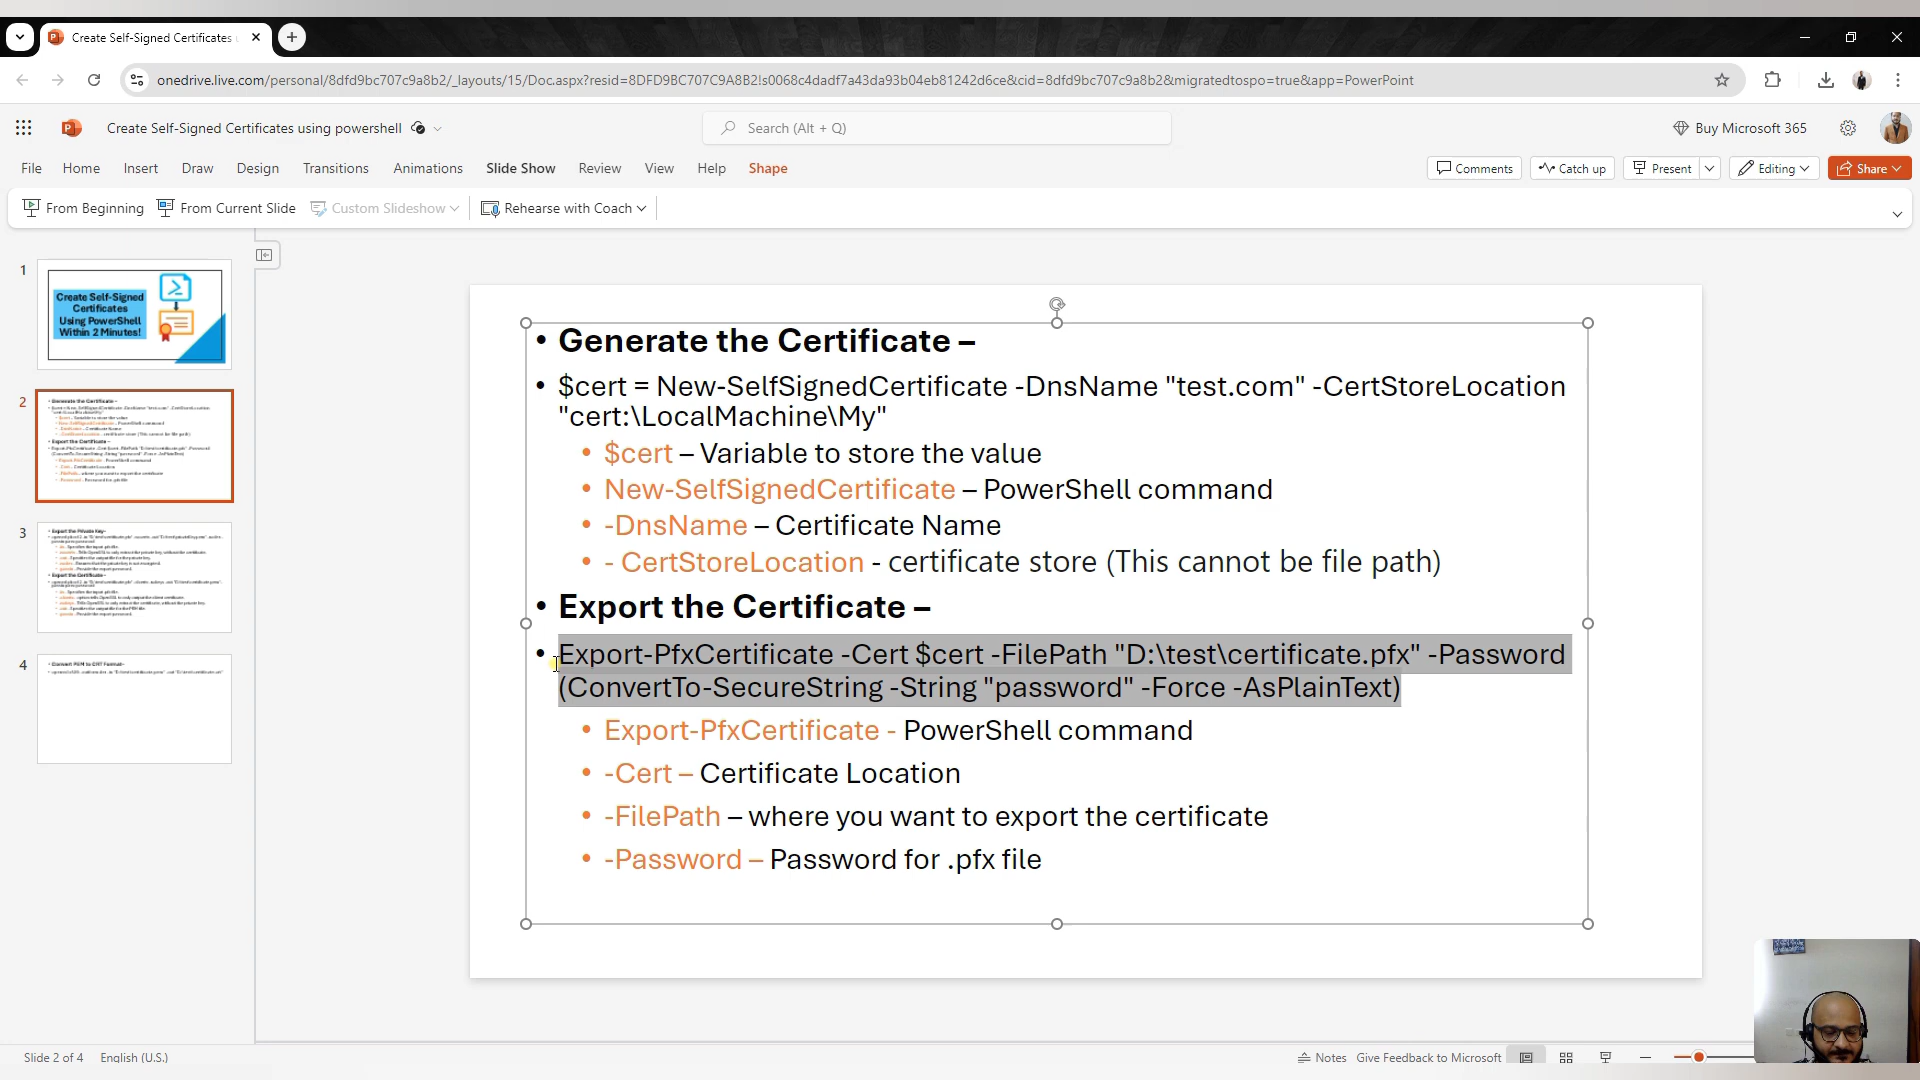 Create Self-Signed Certificates
onedrive.live.com/personal/8dfd9bc707c9a8b2/_layouts/15/Doc.aspx?resid=8DFD9BC707C9A8B2!s0068c4dadf7a43da93b04eb81242d6ce&cid=8dfd9bc707c9a8b2&migratedtospo=true&app=PowerPoint
Create Self-Signed Certificates using powershell
Search (Alt + Q)
Buy Microsoft 365
File Home Insert Draw Design Transitions Animations Slide Show Review View Help Shape
Comments Catch up Present Editing Share
From Beginning From Current Slide Custom Slideshow Rehearse with Coach
1
Create Self-Signed
Certificates
Using PowerShell
Within 2 Minutes!
2
3
4
• Generate the Certificate –
• $cert = New-SelfSignedCertificate -DnsName "test.com" -CertStoreLocation
"cert:\LocalMachine\My"
• $cert – Variable to store the value
• New-SelfSignedCertificate – PowerShell command
• -DnsName – Certificate Name
• - CertStoreLocation - certificate store (This cannot be file path)
• Export the Certificate –
• Export-PfxCertificate -Cert $cert -FilePath "D:\test\certificate.pfx" -Password
(ConvertTo-SecureString -String "password" -Force -AsPlainText)
• Export-PfxCertificate - PowerShell command
• -Cert – Certificate Location
• -FilePath – where you want to export the certificate
• -Password – Password for .pfx file
Slide 2 of 4 English (U.S.)
Notes Give Feedback to Microsoft